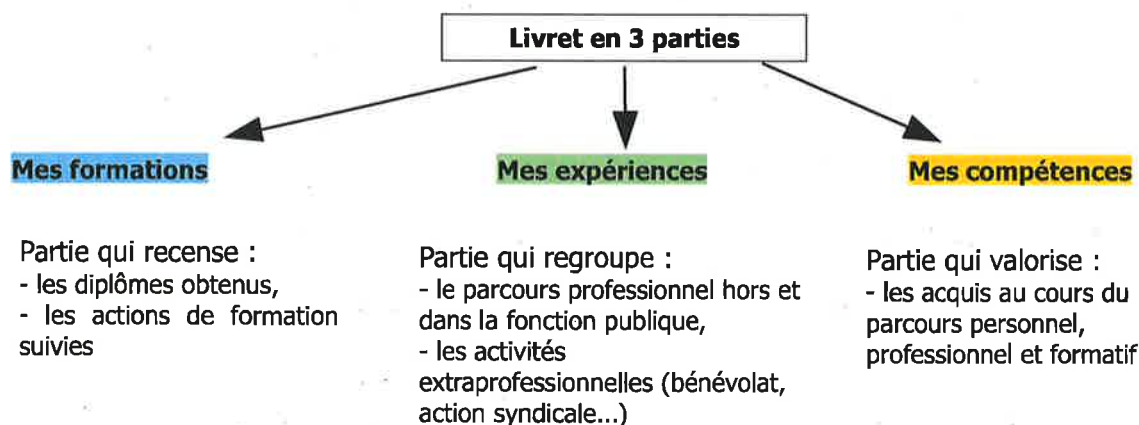 Livret en 3 parties
Mes formations
Partie qui recense :
- les diplômes obtenus,
- les actions de formation
suivies
Mes expériences
Partie qui regroupe :
- le parcours professionnel hors et
dans la fonction publique,
- les activités
extraprofessionnelles (bénévolat,
action syndicale...)
Mes compétences
Partie qui valorise :
- les acquis au cours du
parcours personnel,
professionnel et formatif